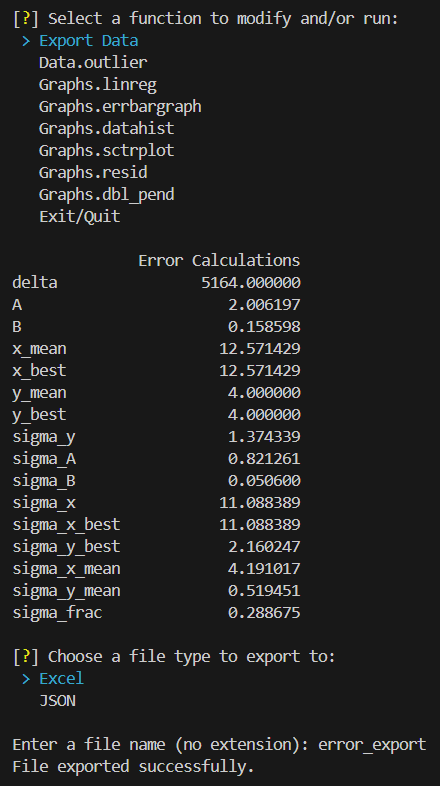 [?] Select a function to modify and/or run:
> Export Data
Data.outlier
Graphs.linreg
Graphs.errbargraph
Graphs.datahist
Graphs.sctrplot
Graphs.resid
Graphs.dbl_pend
Exit/Quit
Error Calculations
delta 5164.000000
A 2.006197
B 0.158598
x_mean 12.571429
x_best 12.571429
y_mean 4.000000
y_best 4.000000
sigma_y 1.374339
sigma_A 0.821261
sigma_B 0.050600
sigma_x 11.088389
sigma_x_best 11.088389
sigma_y_best 2.160247
sigma_x_mean 4.191017
sigma_y_mean 0.519451
sigma_frac 0.288675
[?] Choose a file type to export to:
> Excel
JSON
Enter a file name (no extension): error_export
File exported successfully.